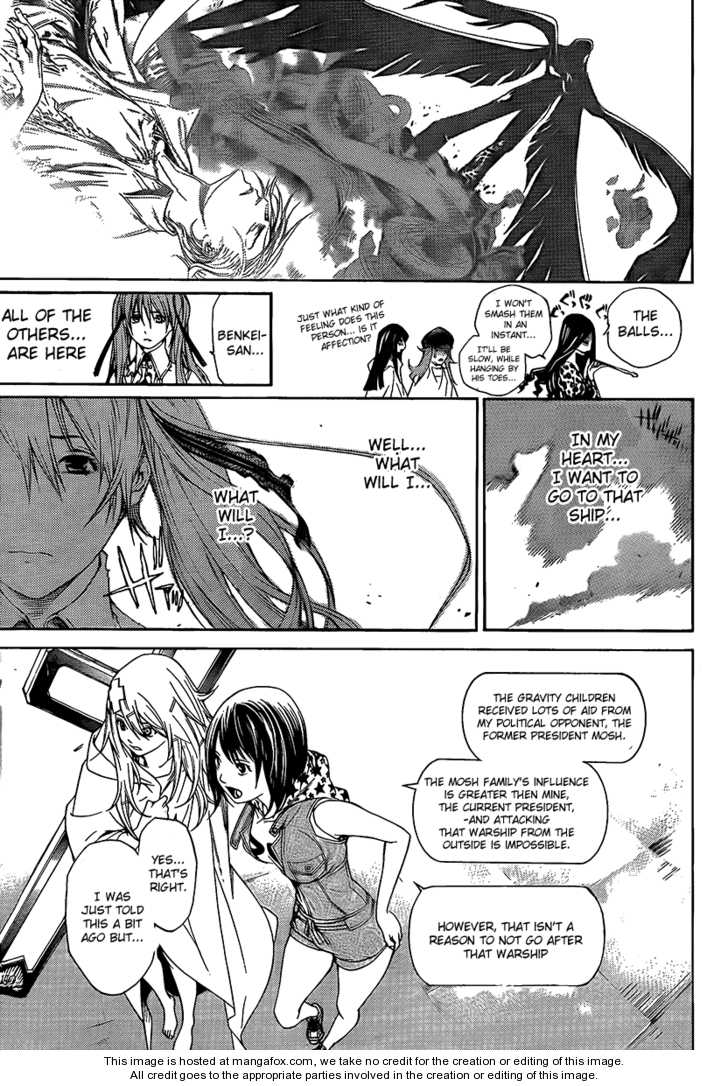 THE
BALLS...
I WON'T
SMASH THEM
IN AN
INSTANT...
IT'LL BE
SLOW, WHILE
HANGING BY
HIS TOES...
JUST WHAT KIND OF
FEELING DOES THIS
PERSON... IS IT
AFFECTION?
BENKEI-
SAN...
ALL OF THE
OTHERS...
ARE HERE
IN MY
HEART...
I WANT TO
GO TO THAT
SHIP...
WELL...
WHAT
WILL I...
WHAT
WILL
I...?
THE GRAVITY CHILDREN
RECEIVED LOTS OF AID FROM
MY POLITICAL OPPONENT, THE
FORMER PRESIDENT MOSH.
THE MOSH FAMILY'S INFLUENCE
IS GREATER THEN MINE,
THE CURRENT PRESIDENT,
-AND ATTACKING
THAT WARSHIP FROM THE
OUTSIDE IS IMPOSSIBLE.
YES...
THAT'S
RIGHT.
I WAS
JUST TOLD
THIS A BIT
AGO BUT...
HOWEVER, THAT ISN'T A
REASON TO NOT GO AFTER
THAT WARSHIP
This image is hosted at mangafox.com, we take no credit for the creation or editing of this image.
All credit goes to the appropriate parties involved in the creation or editing of this image.